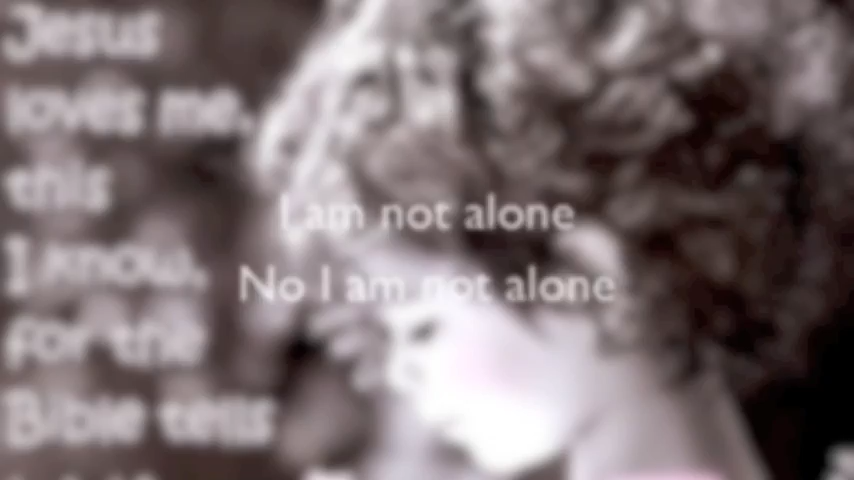 Jesus
loves me,
this
I know,
for the
Bible tells
I am not alone
No I am not alone